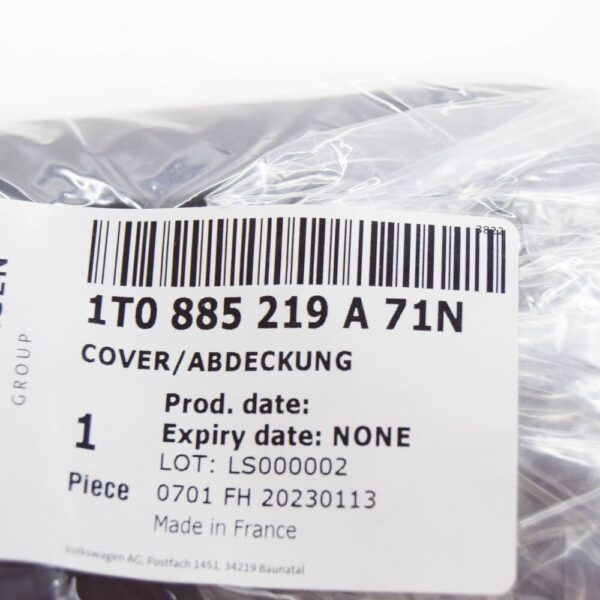 3822
1T0 885 219 A 71N
COVER/ABDECKUNG
GROUP
1
Piece
Prod. date:
Expiry date: NONE
LOT: LS000002
0701 FH 20230113
Made in France
Volkswagen AG, Postfach 1451, 34219 Baunatal